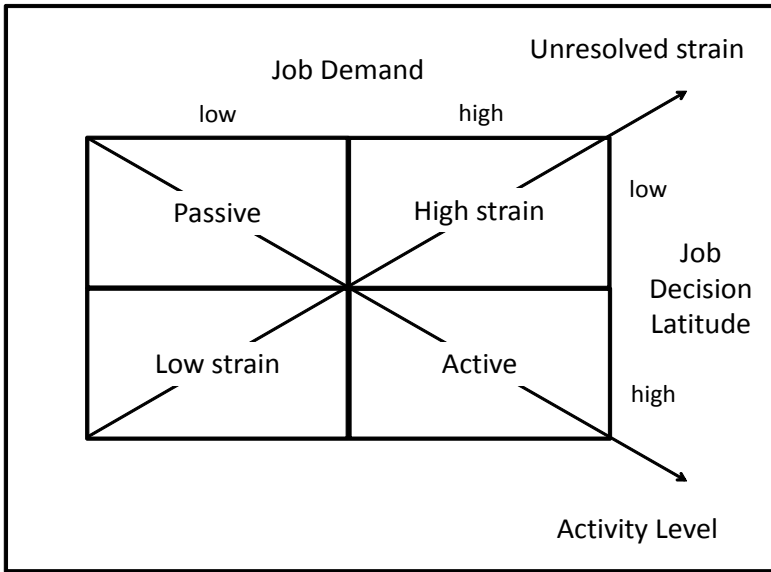 Unresolved strain
Job Demand
low
high
Passive
High strain
low
Job
Decision
Latitude
Low strain
Active
high
Activity Level